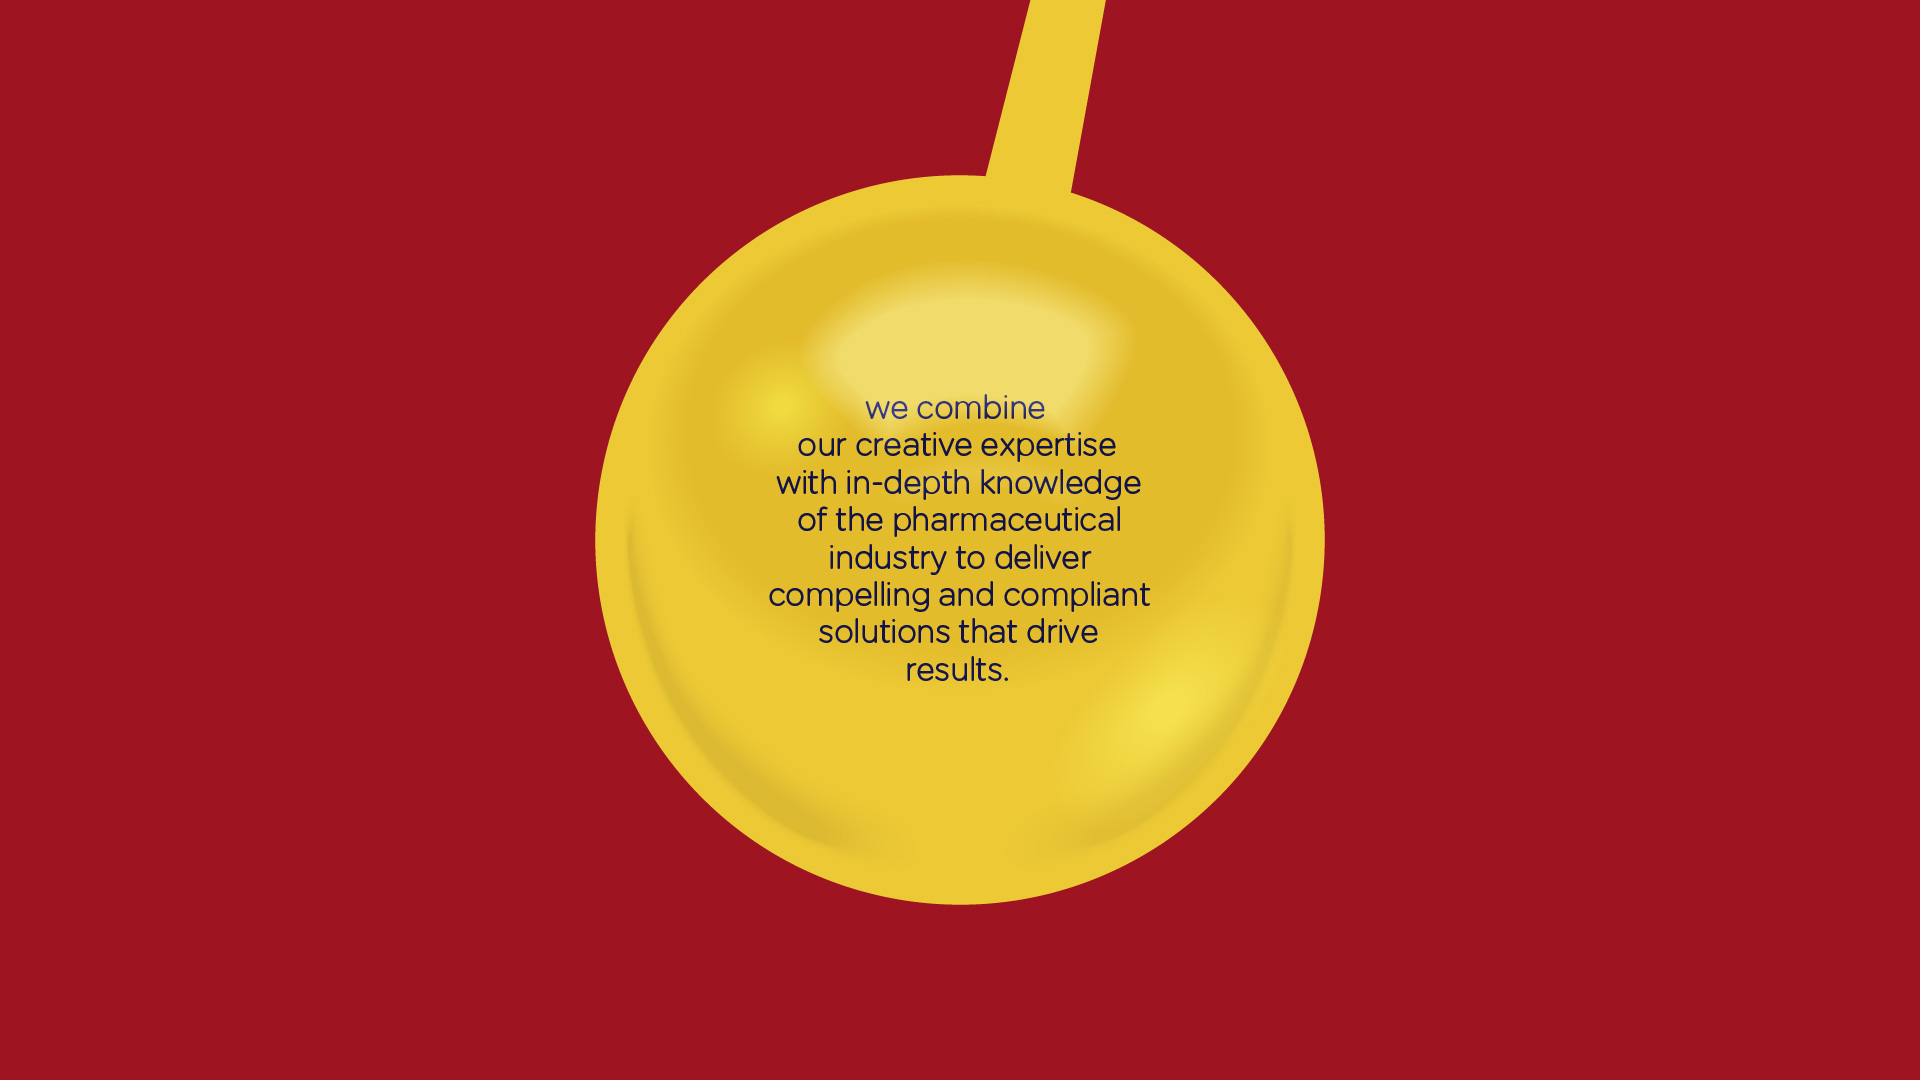 we combine
our creative expertise
with in-depth knowledge
of the pharmaceutical
industry to deliver
compelling and compliant
solutions that drive
results.